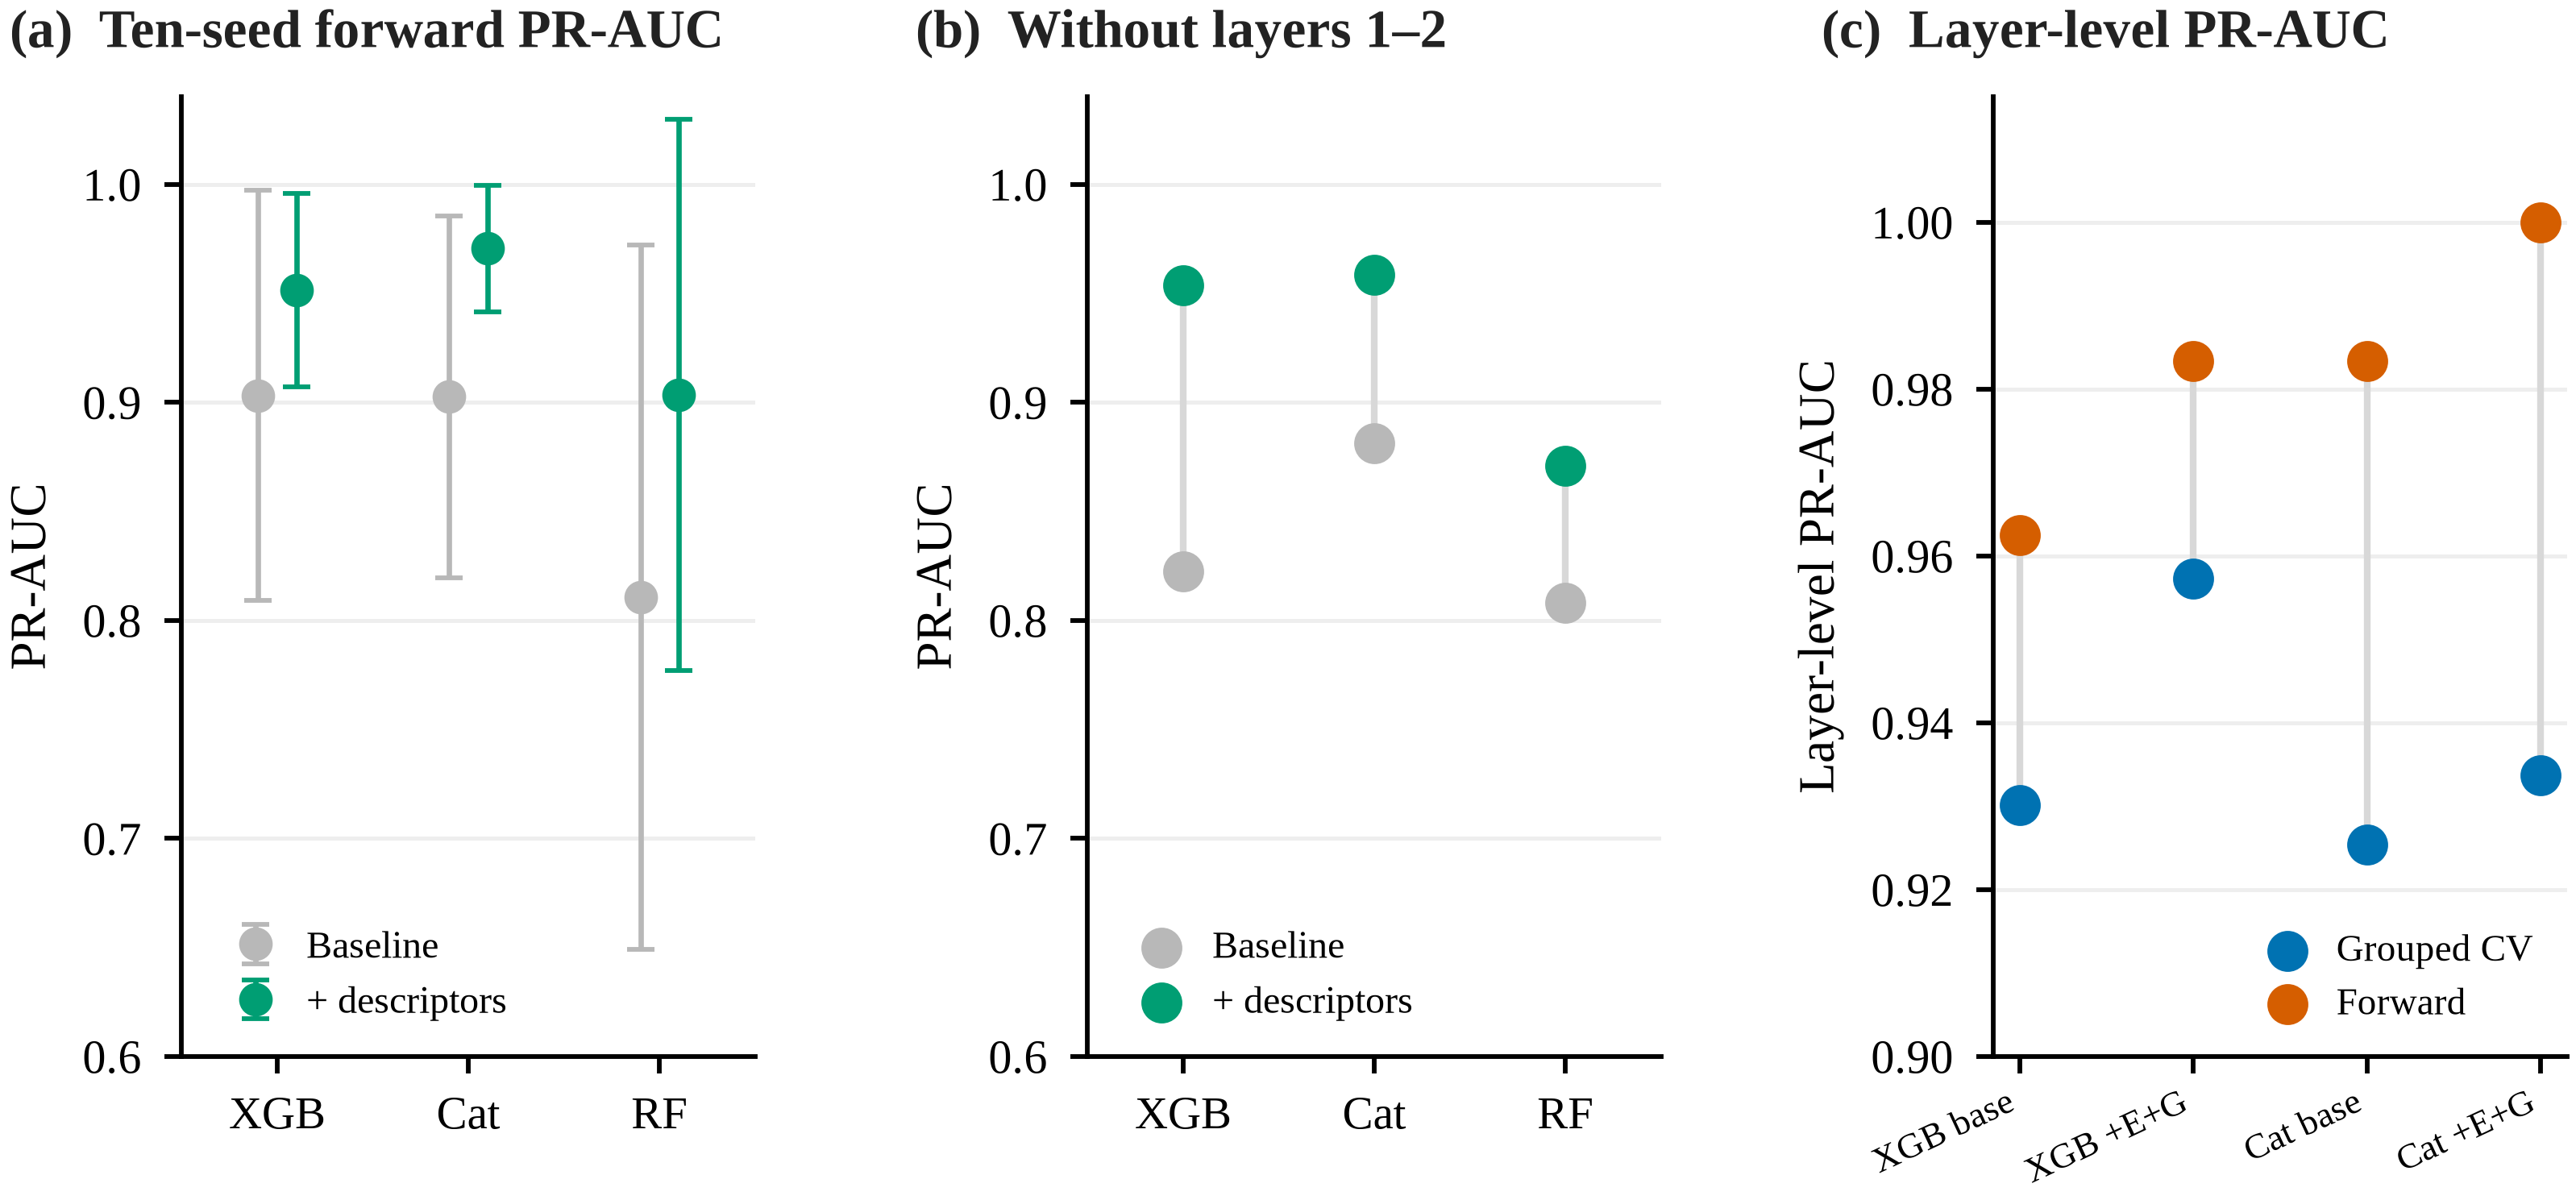 (a) Ten-seed forward PR-AUC
PR-AUC
1.0
0.9
0.8
0.7
0.6
XGB
Cat
RF
Baseline
+ descriptors
(b) Without layers 1–2
PR-AUC
1.0
0.9
0.8
0.7
0.6
XGB
Cat
RF
Baseline
+ descriptors
(c) Layer-level PR-AUC
Layer-level PR-AUC
1.00
0.98
0.96
0.94
0.92
0.90
XGB base
XGB +E+G
Cat base
Cat +E+G
Grouped CV
Forward